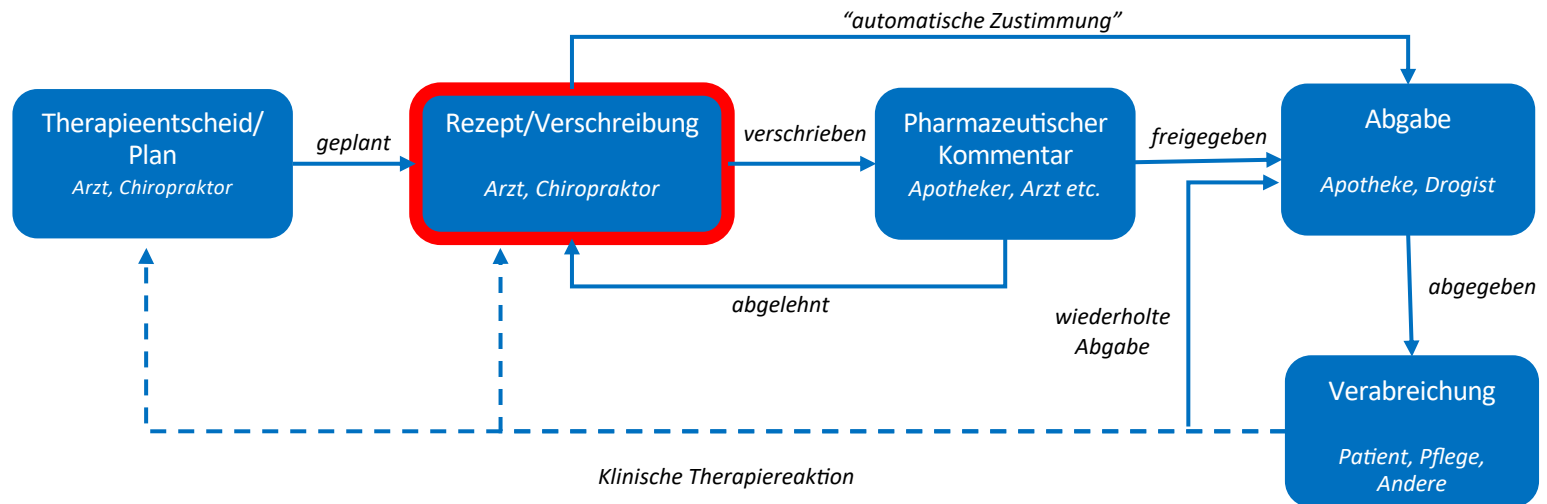 “automatische Zustimmung”
Therapieentscheid/
Plan
Arzt, Chiropraktor
geplant
Rezept/Verschreibung
Arzt, Chiropraktor
verschrieben
Pharmazeutischer
Kommentar
Apotheker, Arzt etc.
freigegeben
Abgabe
Apotheke, Drogist
abgelehnt
wiederholte
Abgabe
abgegeben
Verabreichung
Patient, Pflege,
Andere
Klinische Therapiereaktion